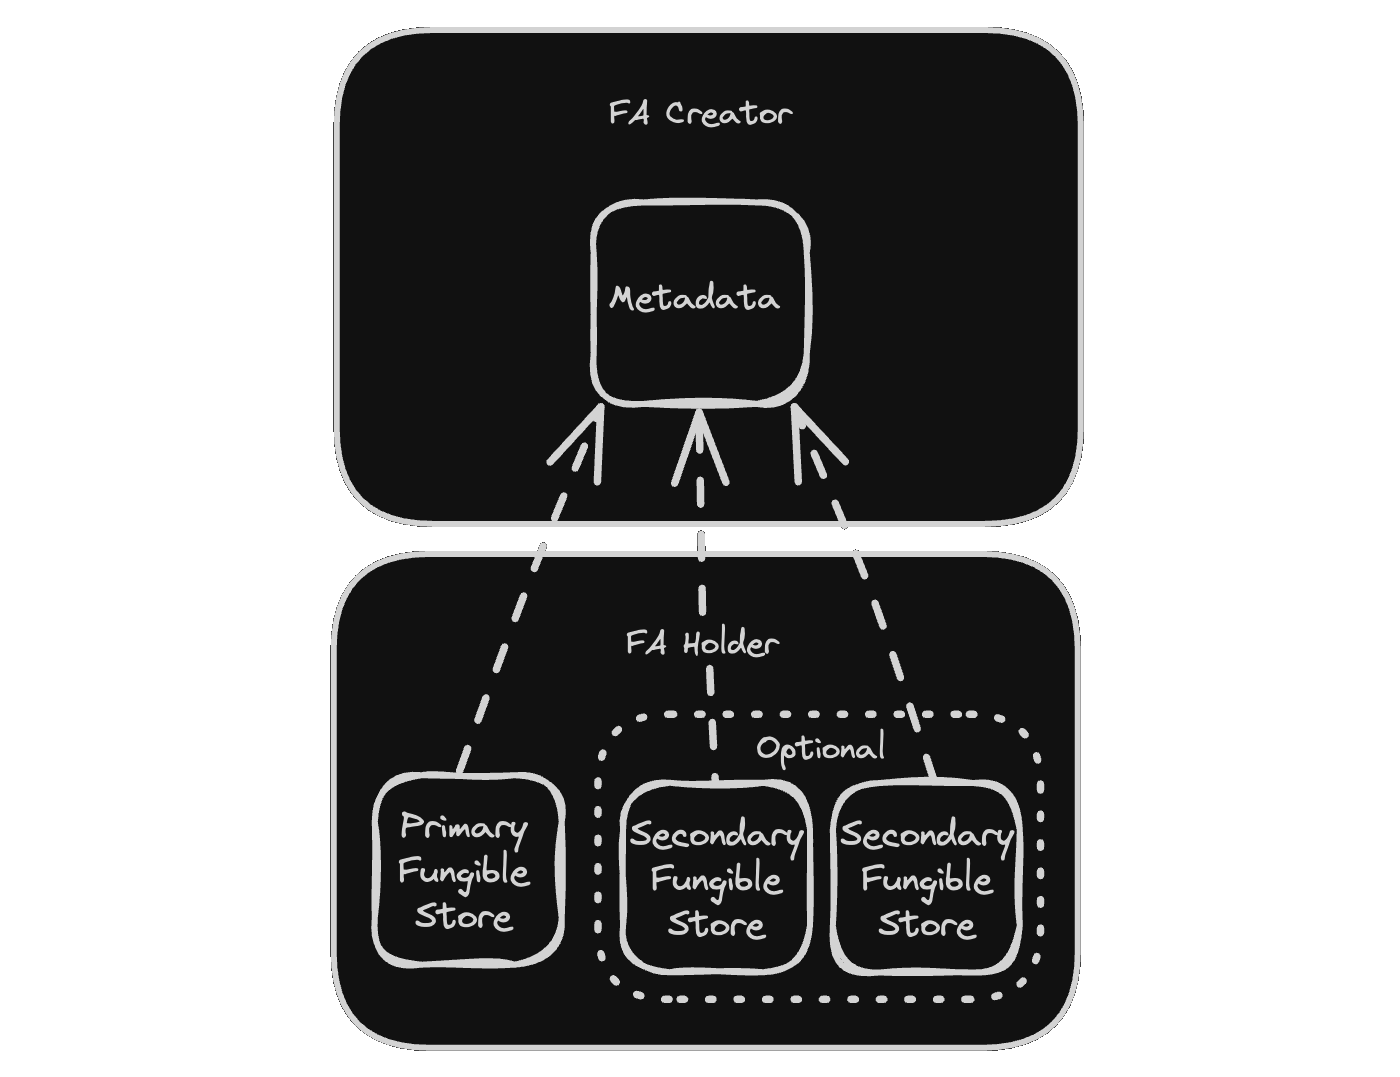 FA Creator
Metadata
FA Holder
Optional
Primary
Fungible
Store
Secondary
Fungible
Store
Secondary
Fungible
Store